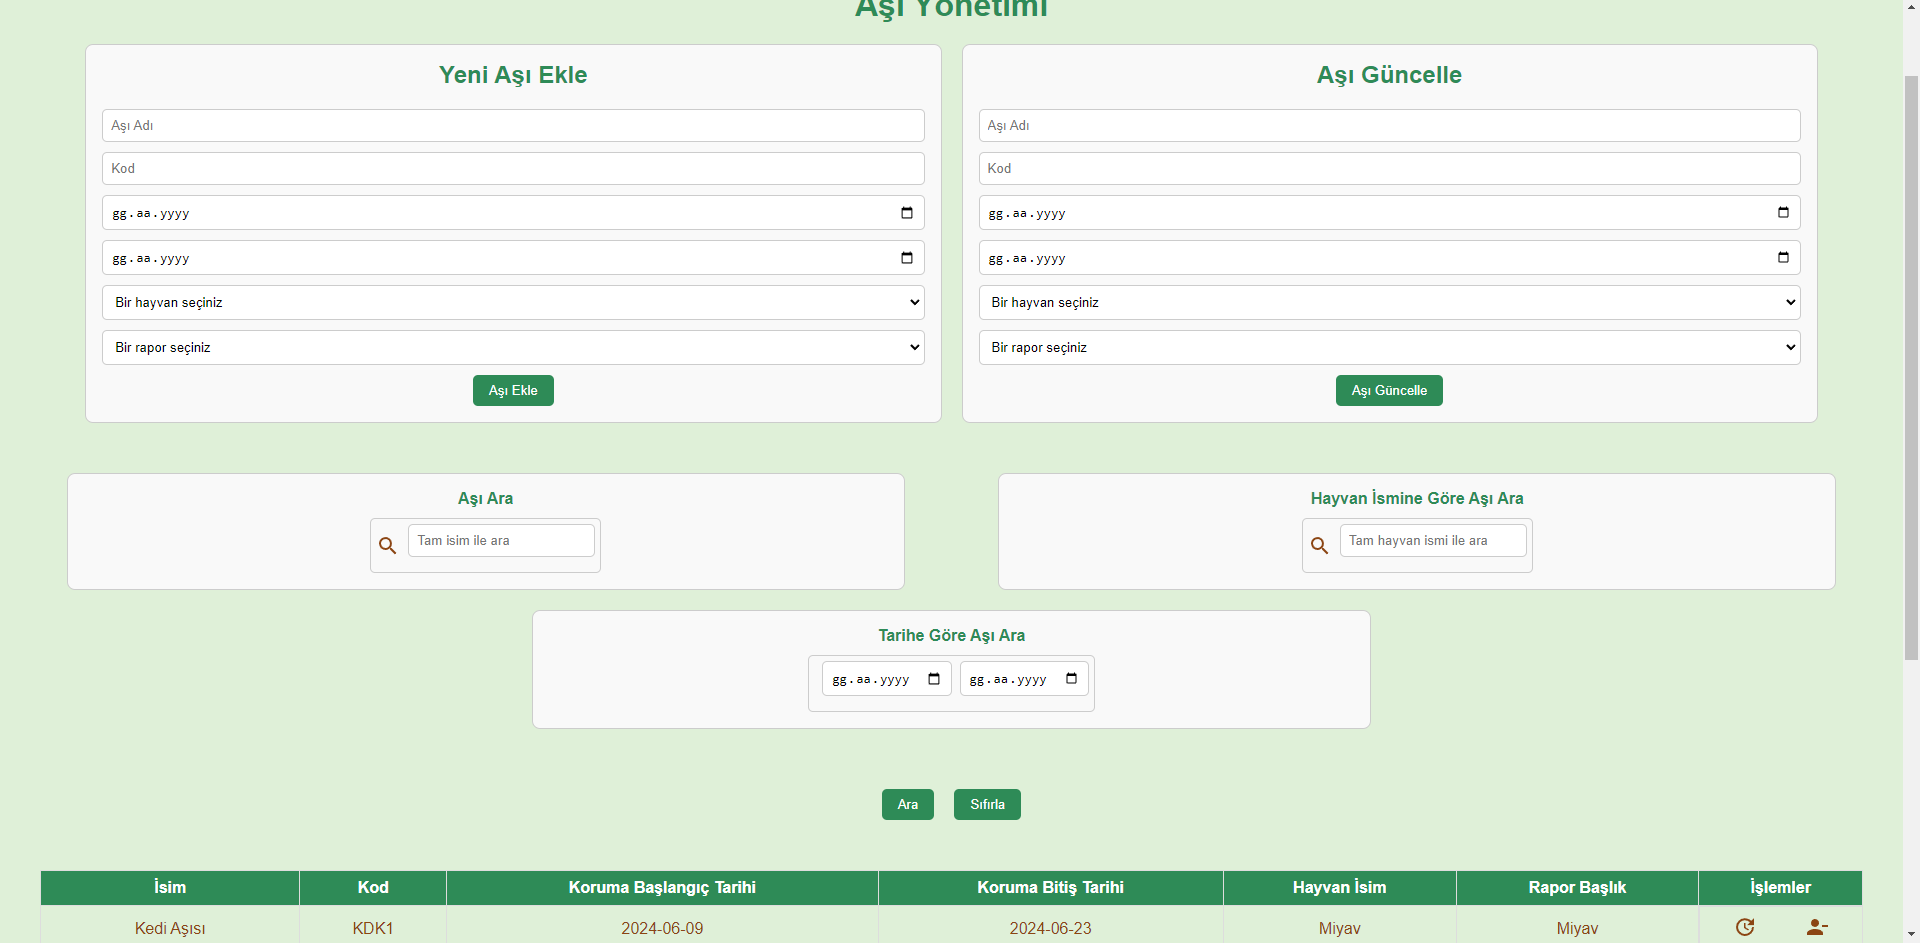 Aşı Yönetimi
Yeni Aşı Ekle
Aşı Adı
Kod
gg.aa.yyyy
gg.aa.yyyy
Bir hayvan seçiniz
Bir rapor seçiniz
Aşı Ekle
Aşı Güncelle
Aşı Adı
Kod
gg.aa.yyyy
gg.aa.yyyy
Bir hayvan seçiniz
Bir rapor seçiniz
Aşı Güncelle
Aşı Ara
Tam isim ile ara
Hayvan İsmine Göre Aşı Ara
Tam hayvan ismi ile ara
Tarihe Göre Aşı Ara
gg.aa.yyyy gg.aa.yyyy
Ara Sıfırla
İsim Kod Koruma Başlangıç Tarihi Koruma Bitiş Tarihi Hayvan İsim Rapor Başlık İşlemler
Kedi Aşısı KDK1 2024-06-09 2024-06-23 Miyav Miyav